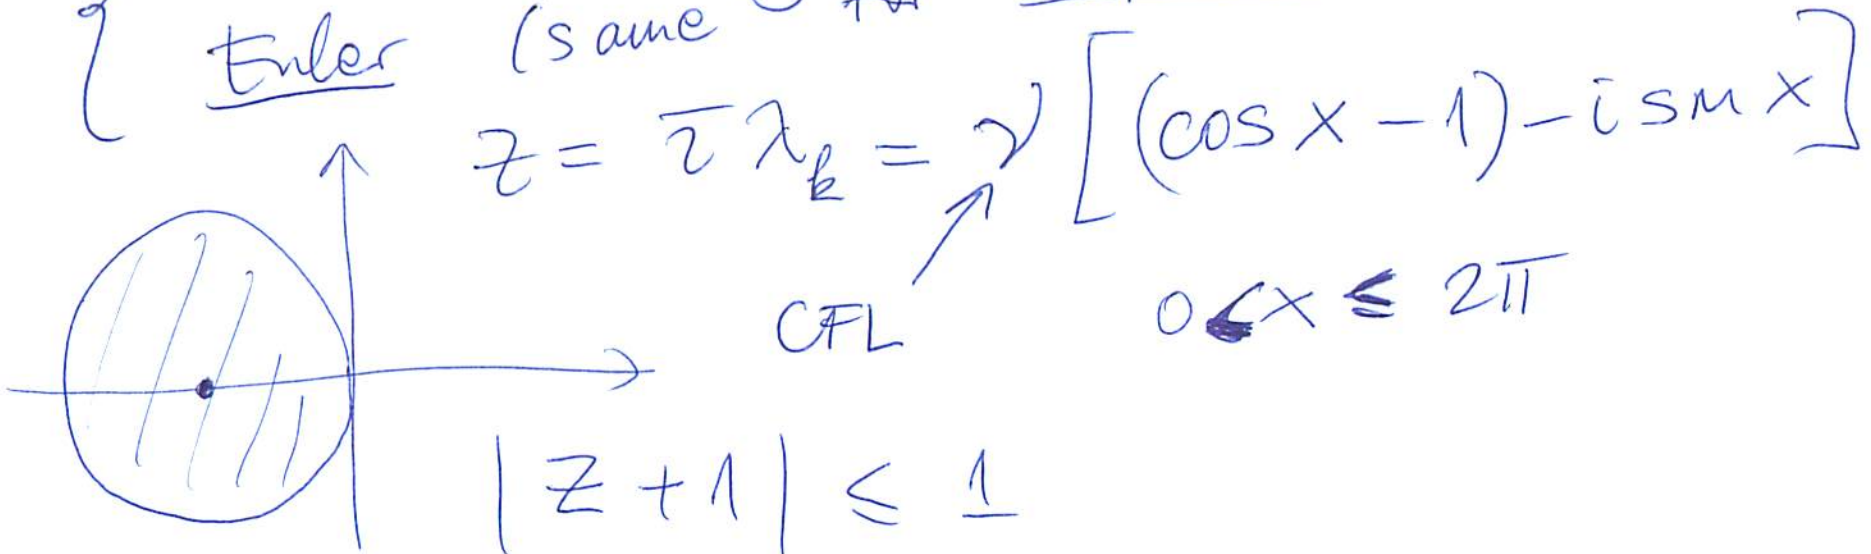 Euler (same
z = τ λ_k = ν [(cos x - 1) - i sin x]
CFL 0 < x ≤ 2π
|z + 1| ≤ 1